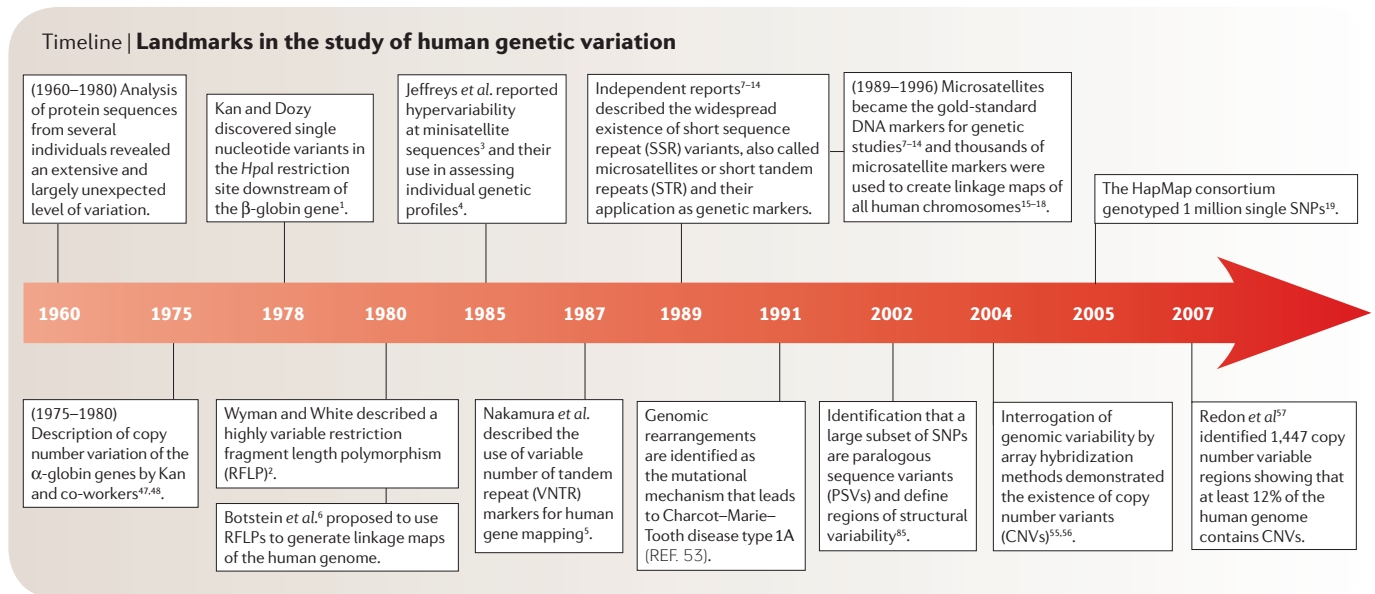 Timeline | Landmarks in the study of human genetic variation
(1960–1980) Analysis
of protein sequences
from several
individuals revealed
an extensive and
largely unexpected
level of variation.
Kan and Dozy
discovered single
nucleotide variants in
the HpaI restriction
site downstream of
the β-globin gene¹.
Jeffreys et al. reported
hypervariability
at minisatellite
sequences³ and their
use in assessing
individual genetic
profiles⁴.
Independent reports⁷⁻¹⁴
described the widespread
existence of short sequence
repeat (SSR) variants, also called
microsatellites or short tandem
repeats (STR) and their
application as genetic markers.
(1989–1996) Microsatellites
became the gold-standard
DNA markers for genetic
studies⁷⁻¹⁴ and thousands of
microsatellite markers were
used to create linkage maps of
all human chromosomes¹⁵⁻¹⁸.
The HapMap consortium
genotyped 1 million single SNPs¹⁹.
1960 1975 1978 1980 1985 1987 1989 1991 2002 2004 2005 2007
(1975–1980)
Description of copy
number variation of the
α-globin genes by Kan
and co-workers⁴⁷,⁴⁸.
Wyman and White described a
highly variable restriction
fragment length polymorphism
(RFLP)².
Botstein et al.⁶ proposed to use
RFLPs to generate linkage maps
of the human genome.
Nakamura et al.
described the
use of variable
number of tandem
repeat (VNTR)
markers for human
gene mapping⁵.
Genomic
rearrangements
are identified as
the mutational
mechanism that leads
to Charcot–Marie–
Tooth disease type 1A
(REF. 53).
Identification that a
large subset of SNPs
are paralogous
sequence variants
(PSVs) and define
regions of structural
variability⁸⁵.
Interrogation of
genomic variability by
array hybridization
methods demonstrated
the existence of copy
number variants
(CNVs)⁵⁵,⁵⁶.
Redon et al⁵⁷
identified 1,447 copy
number variable
regions showing that
at least 12% of the
human genome
contains CNVs.